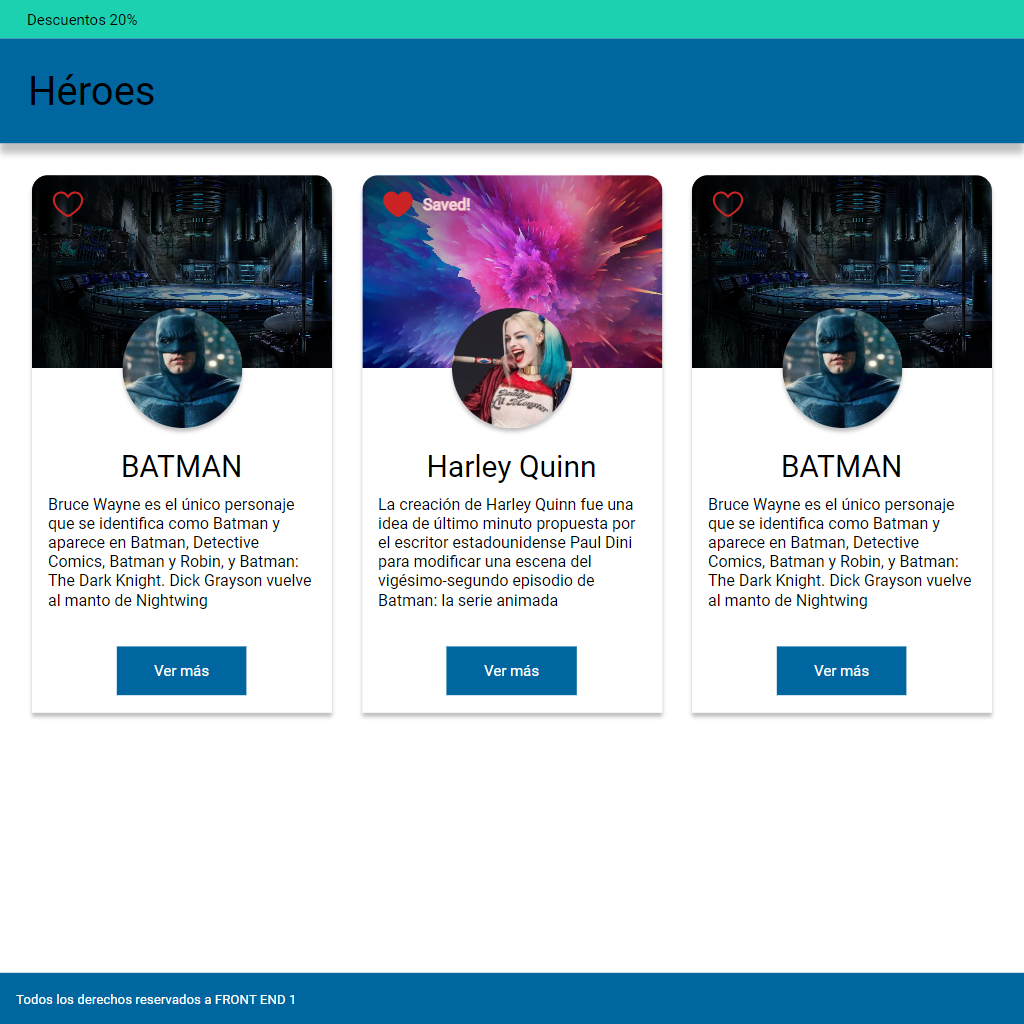 Descuentos 20%
Héroes
Saved!
BATMAN
Bruce Wayne es el único personaje
que se identifica como Batman y
aparece en Batman, Detective
Comics, Batman y Robin, y Batman:
The Dark Knight. Dick Grayson vuelve
al manto de Nightwing
Ver más
Daddy's
Lil Monster
Harley Quinn
La creación de Harley Quinn fue una
idea de último minuto propuesta por
el escritor estadounidense Paul Dini
para modificar una escena del
vigésimo-segundo episodio de
Batman: la serie animada
Ver más
BATMAN
Bruce Wayne es el único personaje
que se identifica como Batman y
aparece en Batman, Detective
Comics, Batman y Robin, y Batman:
The Dark Knight. Dick Grayson vuelve
al manto de Nightwing
Ver más
Todos los derechos reservados a FRONT END 1